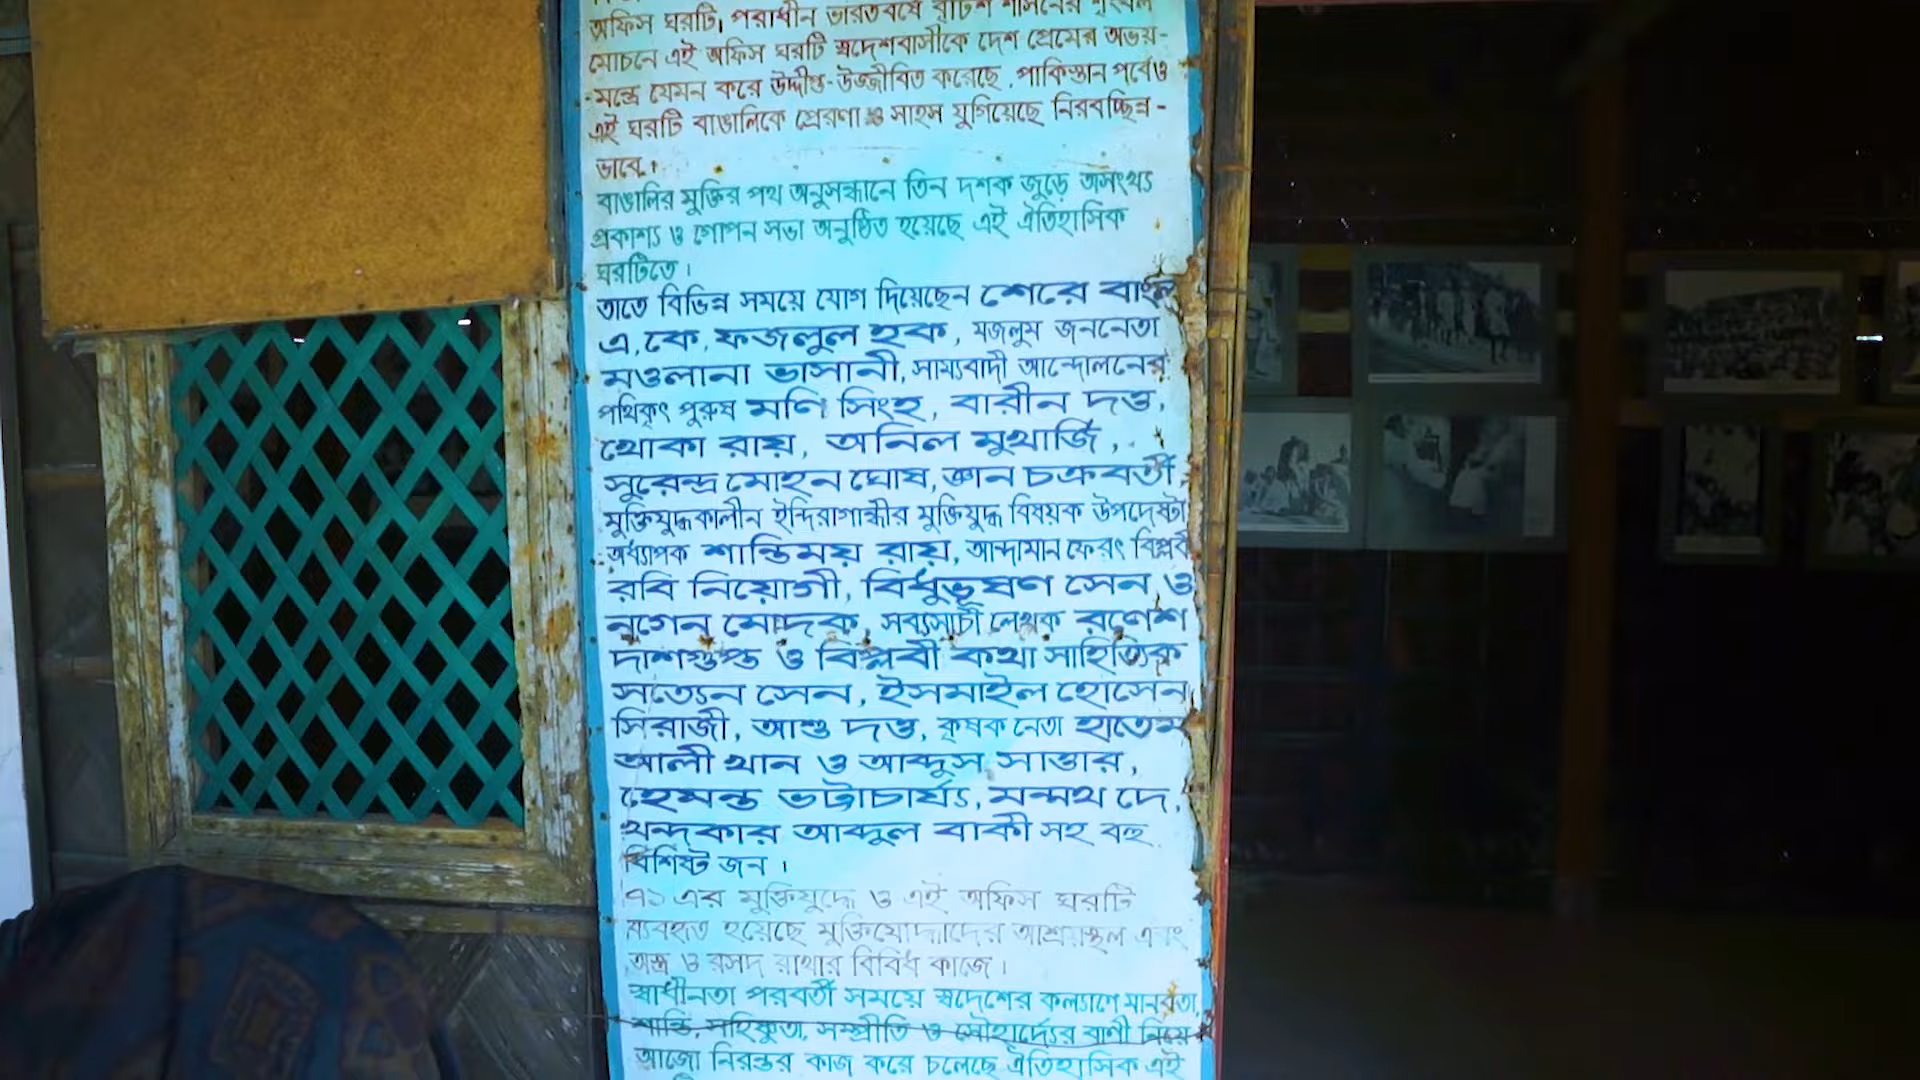 অফিস ঘরটি। পরাধীন ভারতবর্ষে বৃটিশ শাসনের শৃংখল
মোচনে এই অফিস ঘরটি স্বদেশবাসীকে দেশ প্রেমের অভয়-
মন্ত্রে যেমন করে উদ্দীপ্ত-উজ্জীবিত করেছে, পাকিস্তান পর্বেও
এই ঘরটি বাঙালিকে প্রেরণা ও সাহস যুগিয়েছে নিরবচ্ছিন্ন-
ভাবে।
বাঙালির মুক্তির পথ অনুসন্ধানে তিন দশক জুড়ে অসংখ্য
প্রকাশ্য ও গোপন সভা অনুষ্ঠিত হয়েছে এই ঐতিহাসিক
ঘরটিতে।
তাতে বিভিন্ন সময়ে যোগ দিয়েছেন শেরে বাংলা
এ,কে,ফজলুল হক, মজলুম জননেতা
মওলানা ভাসানী, সাম্যবাদী আন্দোলনের
পথিকৃৎ পুরুষ মণি সিংহ, বারীন দত্ত,
খোকা রায়, অনিল মুখার্জি,
সুরেন্দ্র মোহন ঘোষ, জ্ঞান চক্রবর্তী,
মুক্তিযুদ্ধকালীন ইন্দিরাগান্ধীর মুক্তিযুদ্ধ বিষয়ক উপদেষ্টা
অধ্যাপক শান্তিময় রায়, আন্দামান ফেরৎ বিপ্লবী
রবি নিয়োগী, বিধুভূষণ সেন ও
নগেন মোদক, সব্যসাচী লেখক রণেশ
দাশগুপ্ত ও বিপ্লবী কথা সাহিত্যিক
সত্যেন সেন, ইসমাইল হোসেন
সিরাজী, আশু দত্ত, কৃষক নেতা হাতেম
আলী খান ও আব্দুস সাত্তার,
হেমন্ত ভট্টাচার্য্য, মন্মথ দে,
খন্দকার আব্দুল বাকী সহ বহু
বিশিষ্ট জন।
৭১ এর মুক্তিযুদ্ধে ও এই অফিস ঘরটি
ব্যবহৃত হয়েছে মুক্তিযোদ্ধাদের আশ্রয়স্থল এবং
অস্ত্র ও রসদ রাখার বিবিধ কাজে।
স্বাধীনতা পরবর্তী সময়ে স্বদেশের কল্যাণে মানবতা,
শান্তি, সহিষ্কুতা, সম্প্রীতি ও সৌহার্দ্যের বাণী নিয়ে
আজো নিরন্তর কাজ করে চলেছে ঐতিহাসিক এই